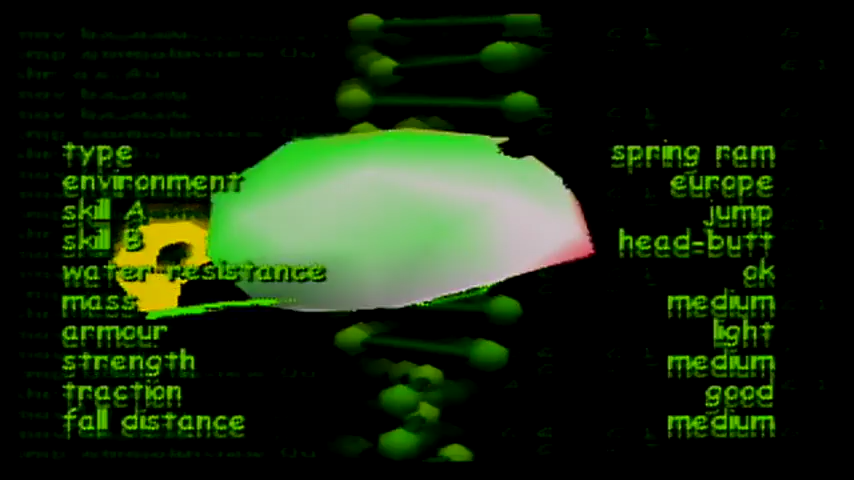 type spring ram
environment europe
skill A jump
skill B head-butt
water resistance ok
mass medium
armour light
strength medium
traction good
fall distance medium